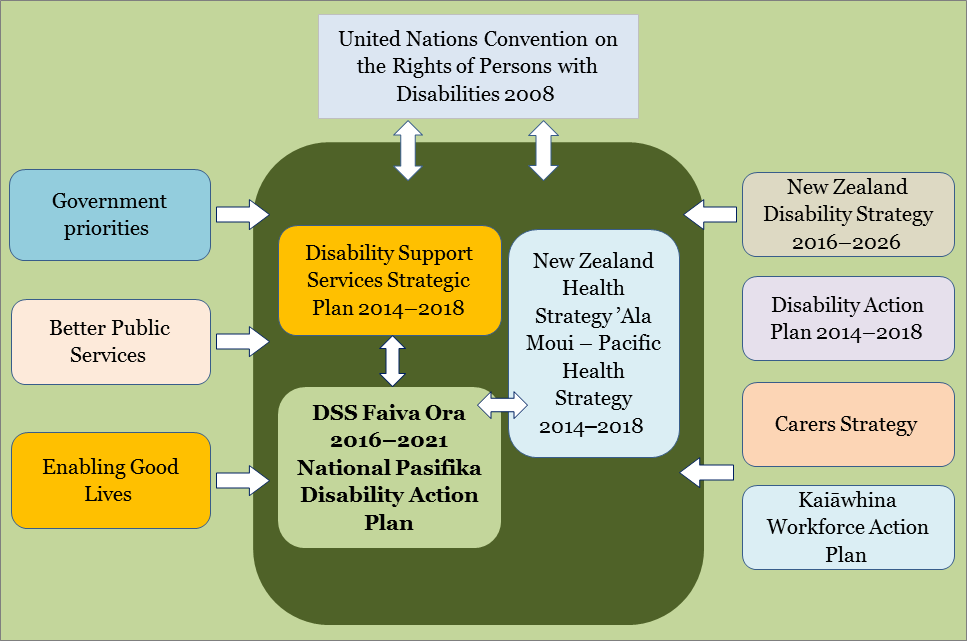 United Nations Convention on
the Rights of Persons with
Disabilities 2008
Government
priorities
Better Public
Services
Enabling Good
Lives
Disability Support
Services Strategic
Plan 2014–2018
DSS Faiva Ora
2016–2021
National Pasifika
Disability Action
Plan
New Zealand
Health
Strategy ’Ala
Moui – Pacific
Health
Strategy
2014–2018
New Zealand
Disability Strategy
2016–2026
Disability Action
Plan 2014–2018
Carers Strategy
Kaiāwhina
Workforce Action
Plan